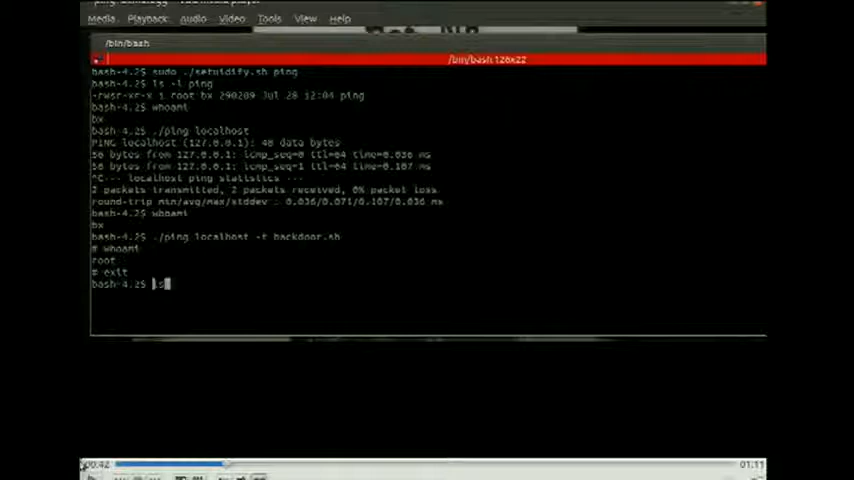 Media Playback Audio Video Tools View Help
/bin/bash
/bin/bash 126x22
bash-4.2$ sudo ./setuidify.sh ping
bash-4.2$ ls -l ping
-rwsr-xr-x 1 root bx 290209 Jul 28 12:04 ping
bash-4.2$ whoami
bx
bash-4.2$ ./ping localhost
PING localhost (127.0.0.1): 48 data bytes
56 bytes from 127.0.0.1: icmp_seq=0 ttl=64 time=0.036 ms
56 bytes from 127.0.0.1: icmp_seq=1 ttl=64 time=0.107 ms
^C--- localhost ping statistics ---
2 packets transmitted, 2 packets received, 0% packet loss
round-trip min/avg/max/stddev = 0.036/0.071/0.107/0.036 ms
bash-4.2$ whoami
bx
bash-4.2$ ./ping localhost -t backdoor.sh
# whoami
root
# exit
bash-4.2$ ls
00:42 01:11